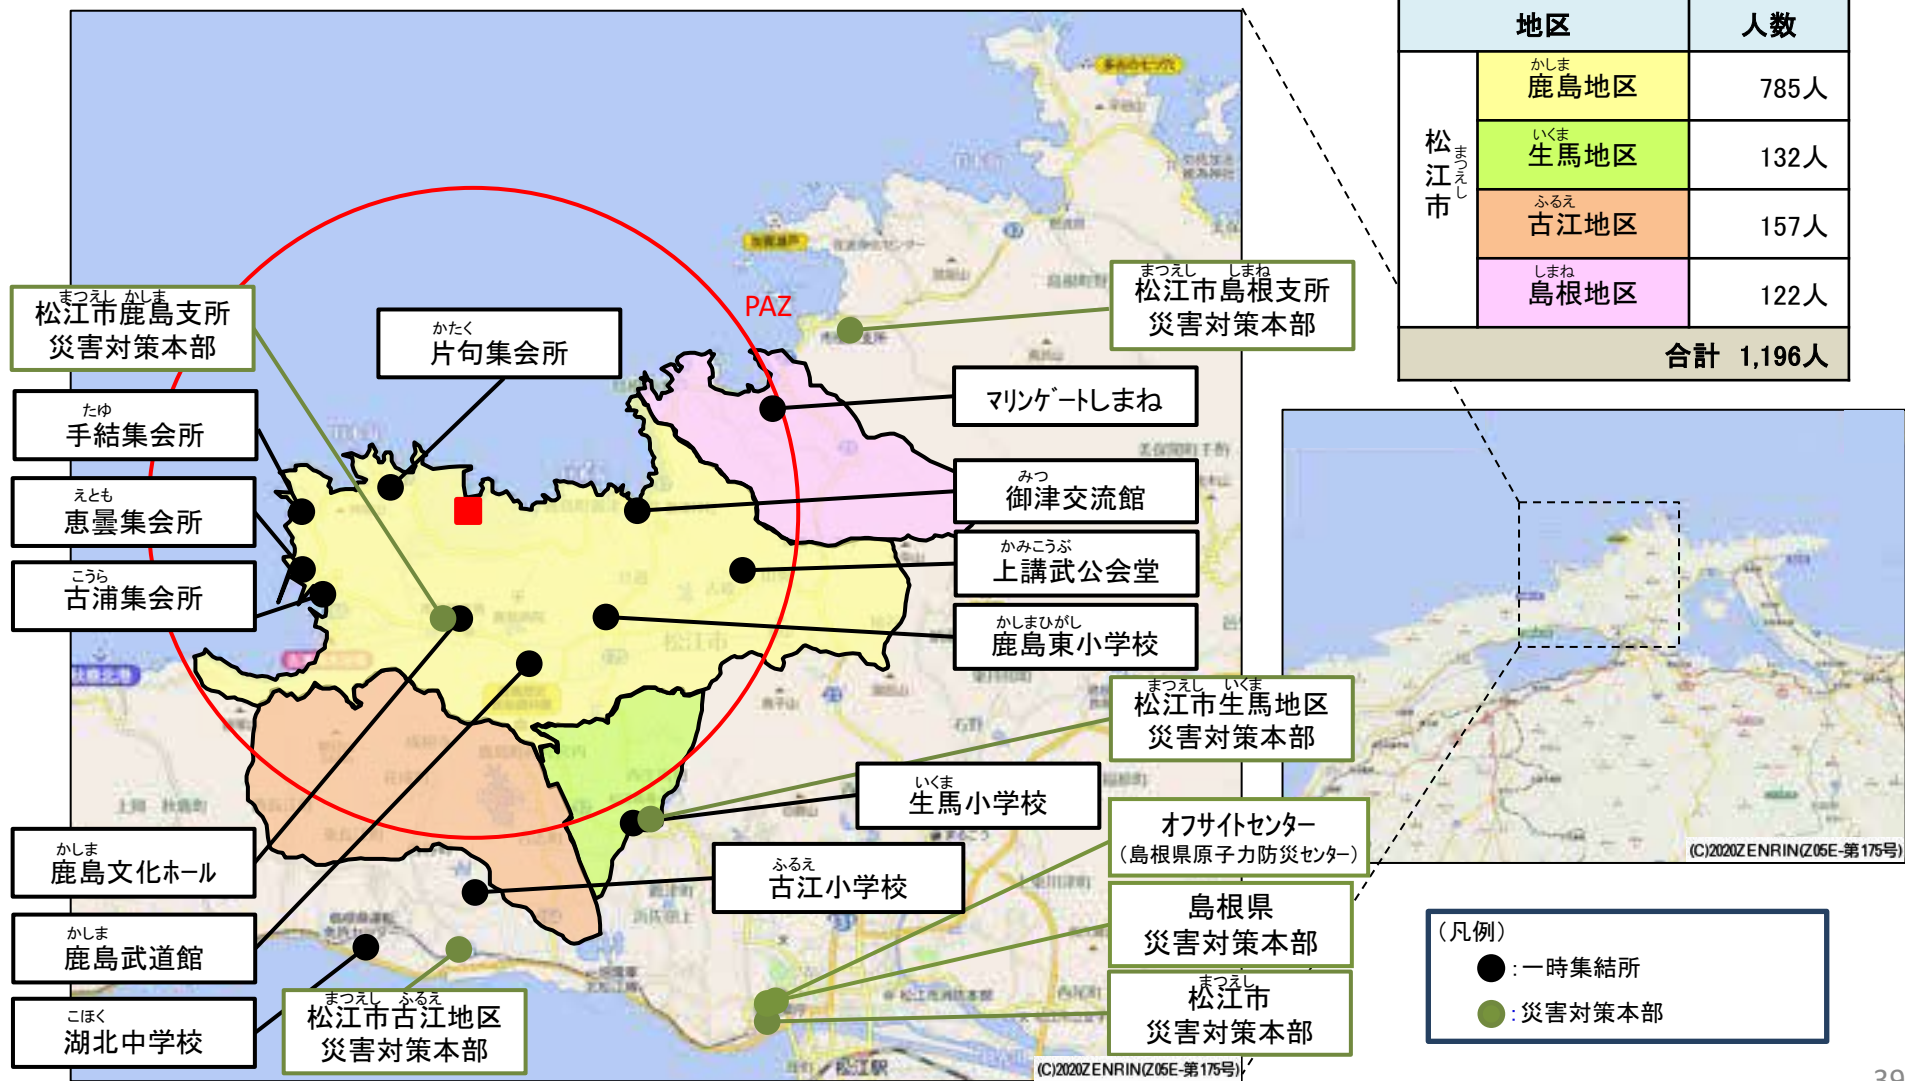 地区 人数
松江市
まつえし
かしま
鹿島地区 785人
いくま
生馬地区 132人
ふるえ
古江地区 157人
しまね
島根地区 122人
合計 1,196人
PAZ
まつえし かしま
松江市鹿島支所
災害対策本部
かたく
片句集会所
まつえし しまね
松江市島根支所
災害対策本部
たゆ
手結集会所
マリンゲートしまね
えとも
恵曇集会所
みつ
御津交流館
こうら
古浦集会所
かみこうぶ
上講武公会堂
かしまひがし
鹿島東小学校
松江市
まつえし いくま
松江市生馬地区
災害対策本部
石野
いくま
生馬小学校
オフサイトセンター
(島根県原子力防災センター)
かしま
鹿島文化ホール
ふるえ
古江小学校
島根県
災害対策本部
かしま
鹿島武道館
まつえし
松江市
災害対策本部
こほく
湖北中学校
まつえし ふるえ
松江市古江地区
災害対策本部
松江駅
(C)2020ZENRIN(Z05E-第175号)
(C)2020ZENRIN(Z05E-第175号)
(凡例)
:一時集結所
:災害対策本部
39